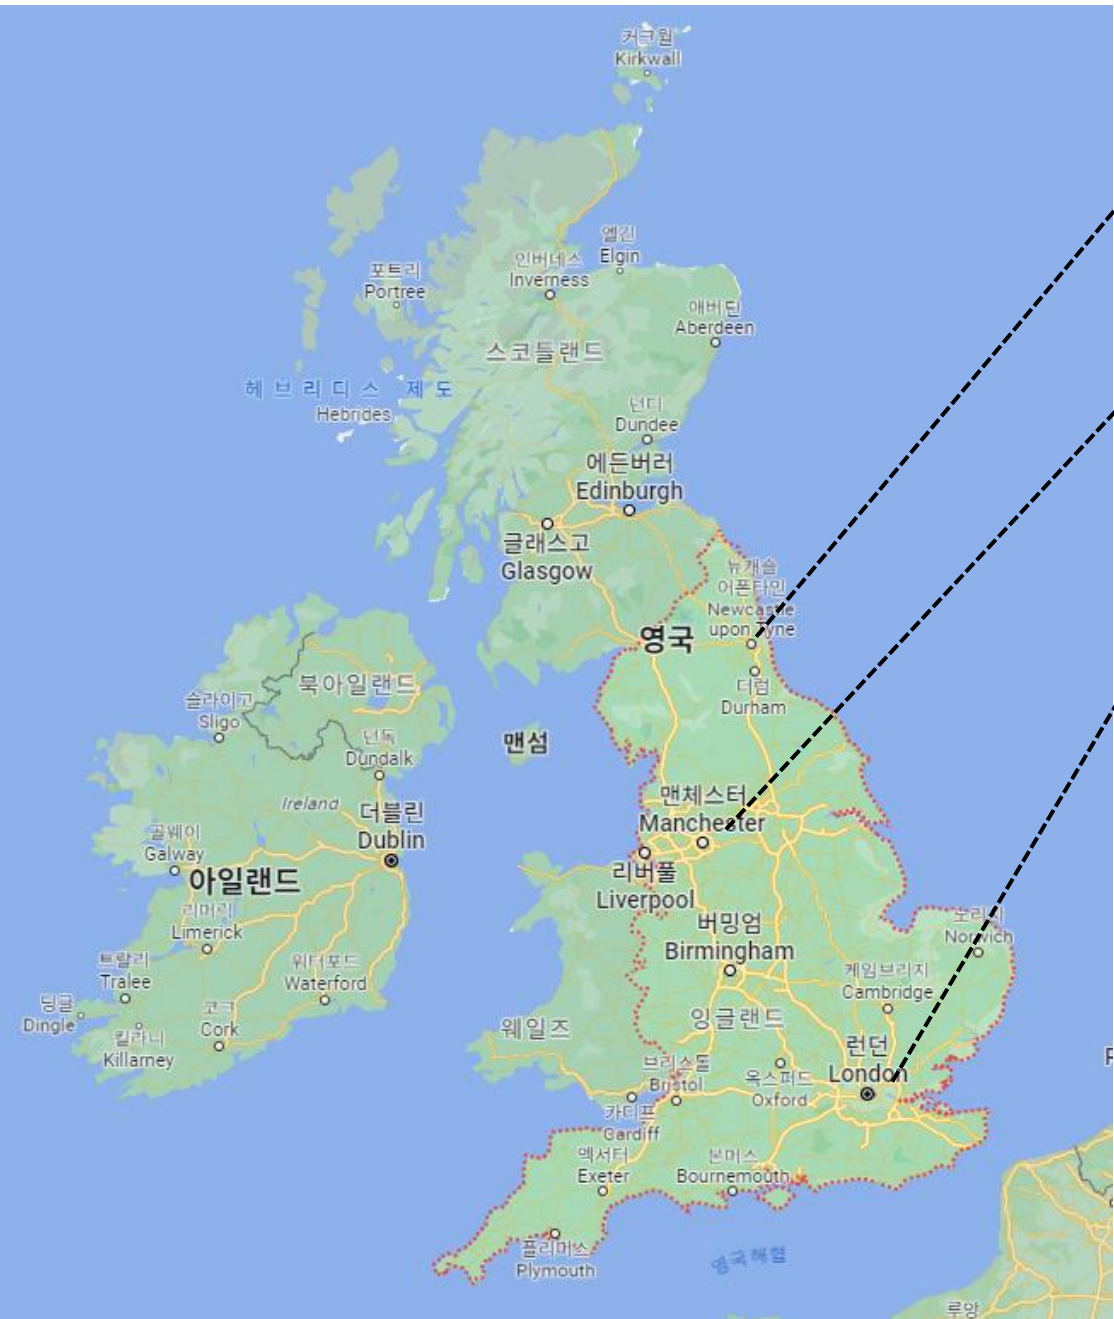 커크월
Kirkwall
엘긴
Elgin
인버네스
Inverness
포트리
Portree
애버딘
Aberdeen
스코틀랜드
헤브리디스 제도
Hebrides
던디
Dundee
에든버러
Edinburgh
글래스고
Glasgow
뉴캐슬
어폰타인
Newcastle
upon Tyne
영국
더럼
Durham
북아일랜드
슬라이고
Sligo
맨섬
던독
Dundalk
Ireland
더블린
Dublin
맨체스터
Manchester
골웨이
Galway
아일랜드
리버풀
Liverpool
리머릭
Limerick
버밍엄
Birmingham
노리치
Norwich
트랄리
Tralee
워터포드
Waterford
케임브리지
Cambridge
딩글
Dingle
코크
Cork
킬라니
Killarney
웨일즈
잉글랜드
런던
London
브리스톨
Bristol
옥스퍼드
Oxford
카디프
Cardiff
엑서터
Exeter
본머스
Bournemouth
플리머스
Plymouth
영국 해협
루앙